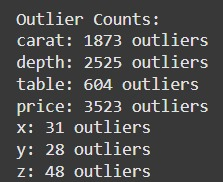 Outlier Counts:
carat: 1873 outliers
depth: 2525 outliers
table: 604 outliers
price: 3523 outliers
x: 31 outliers
y: 28 outliers
z: 48 outliers